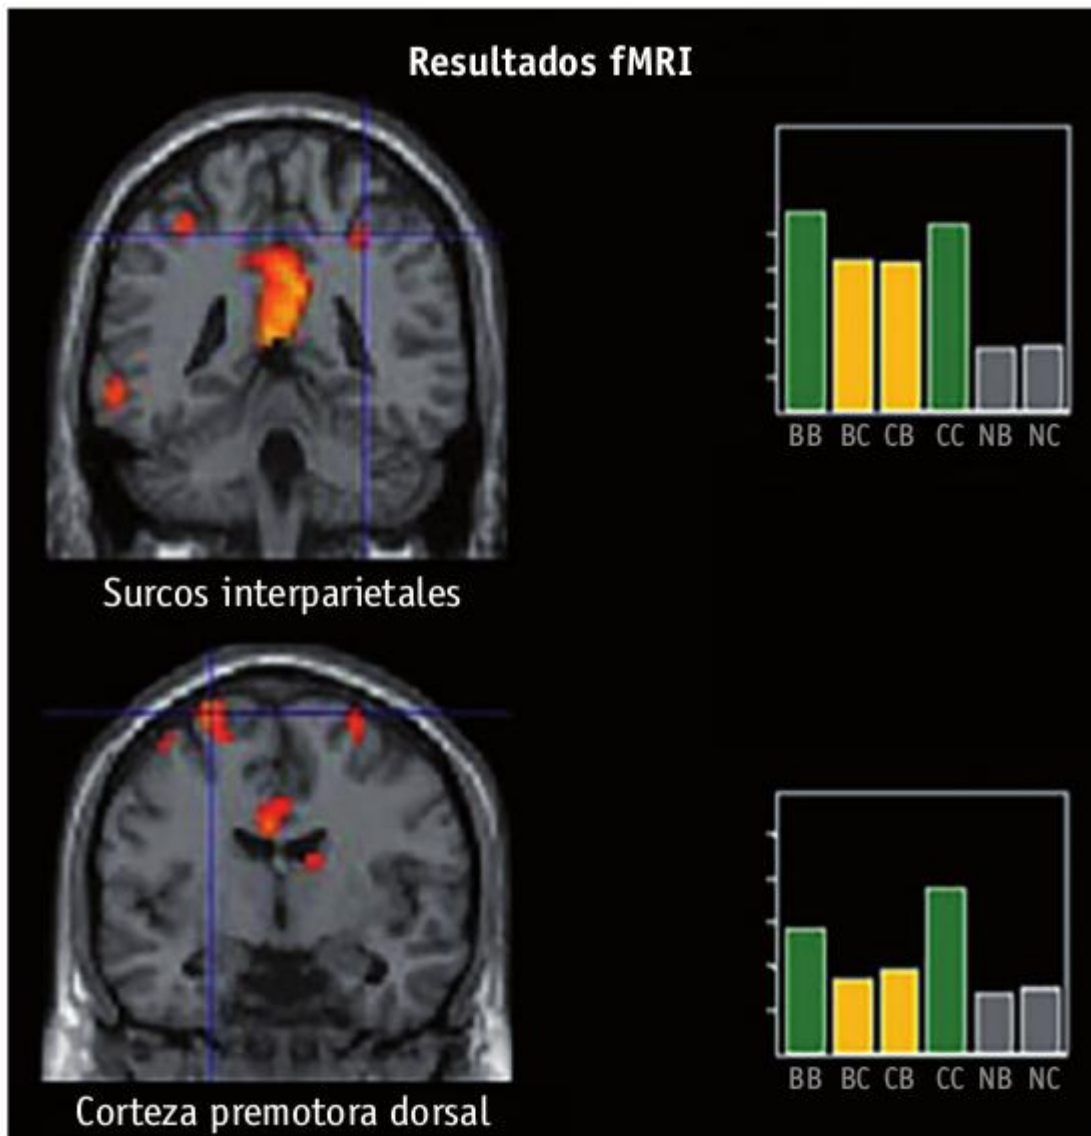 Resultados fMRI
BB BC CB CC NB NC
Surcos interparietales
BB BC CB CC NB NC
Corteza premotora dorsal